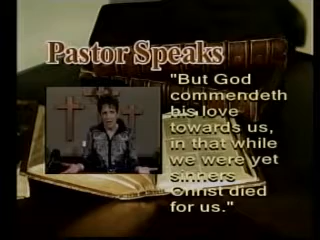 Pastor Speaks
"But God
commendeth
his love
towards us,
in that while
we were yet
sinners
Christ died
for us."